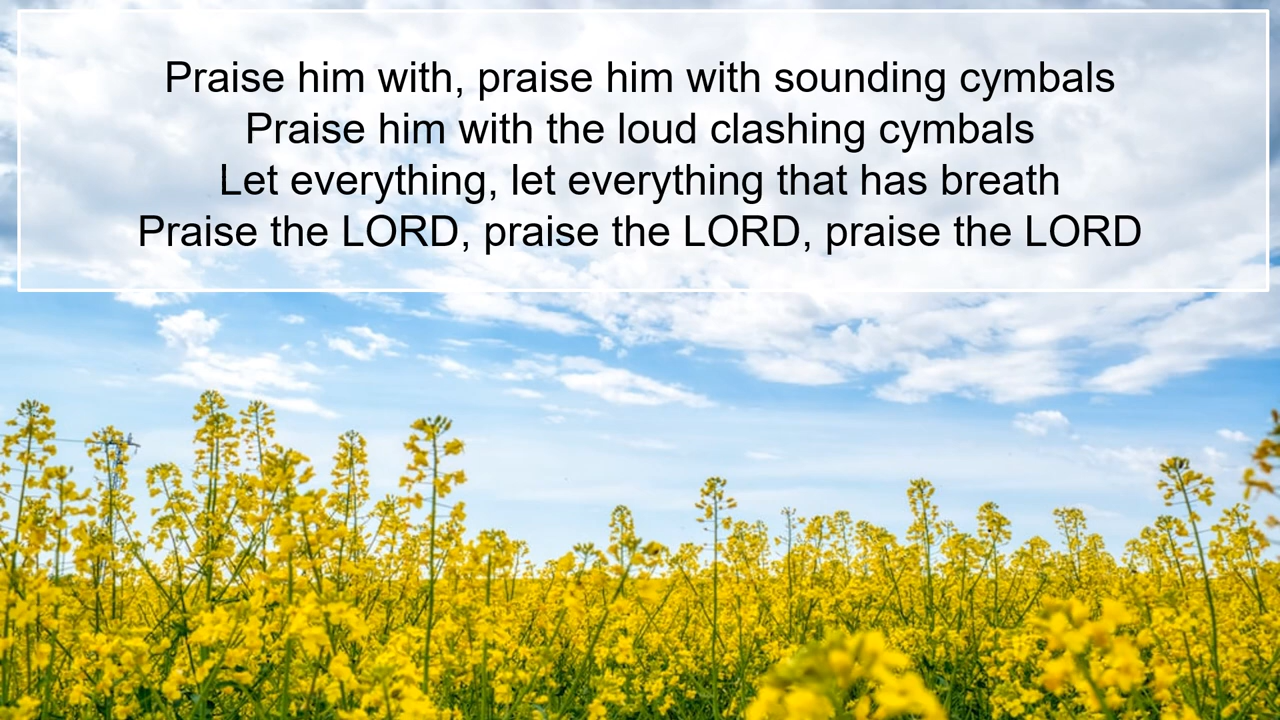 Praise him with, praise him with sounding cymbals
Praise him with the loud clashing cymbals
Let everything, let everything that has breath
Praise the LORD, praise the LORD, praise the LORD